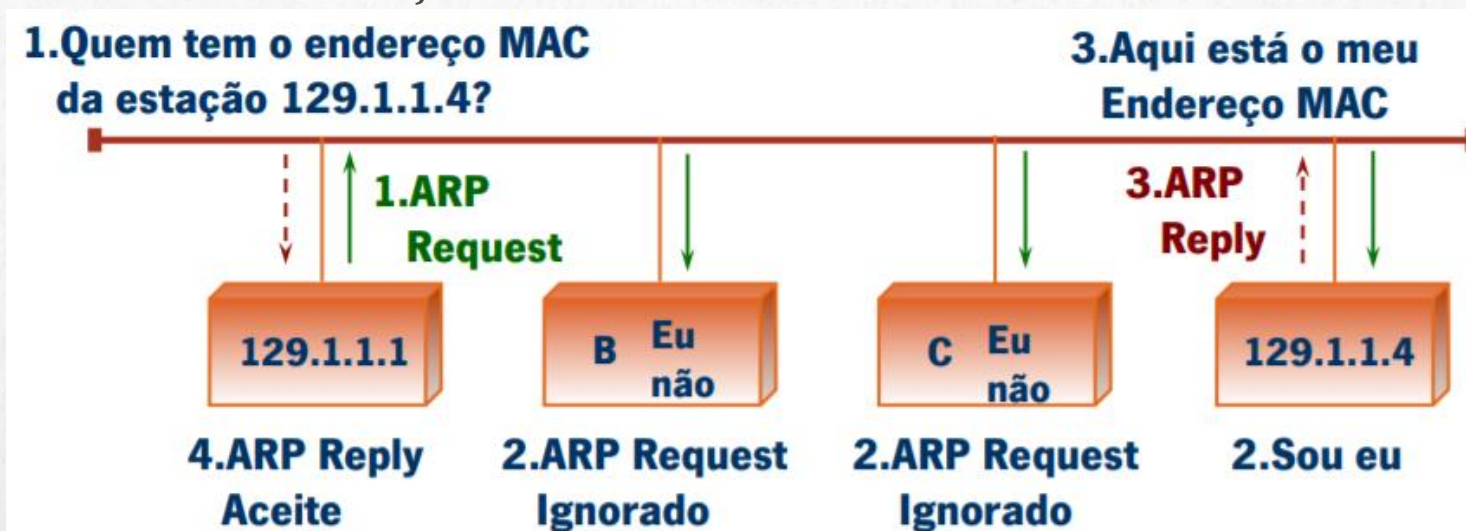 1.Quem tem o endereço MAC
da estação 129.1.1.4?
3.Aqui está o meu
Endereço MAC
1.ARP
Request
3.ARP
Reply
129.1.1.1
B Eu
não
C Eu
não
129.1.1.4
4.ARP Reply
Aceite
2.ARP Request
Ignorado
2.ARP Request
Ignorado
2.Sou eu